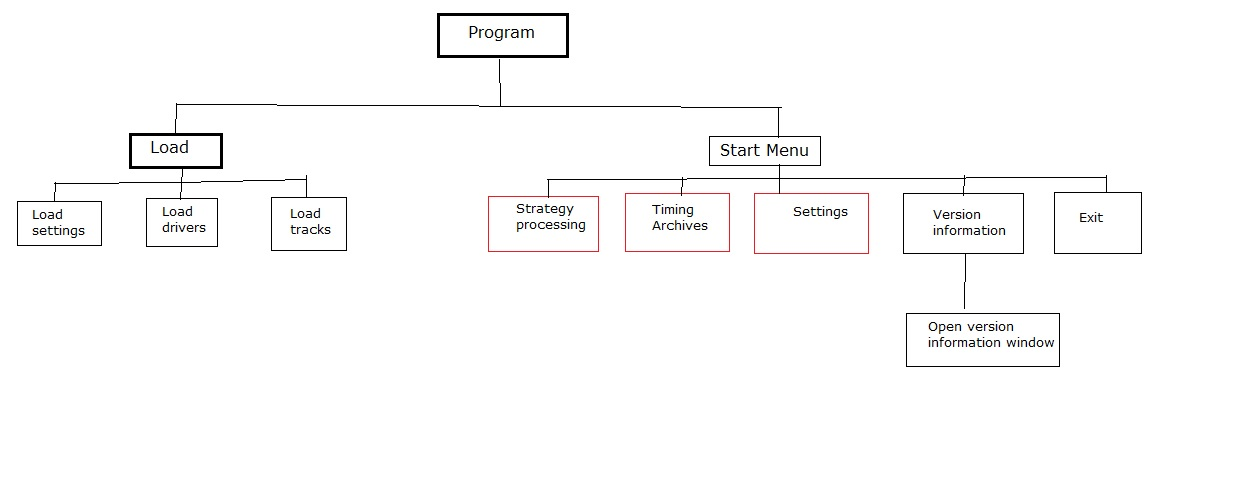 Program
Load
Start Menu
Load
settings
Load
drivers
Load
tracks
Strategy
processing
Timing
Archives
Settings
Version
information
Exit
Open version
information window